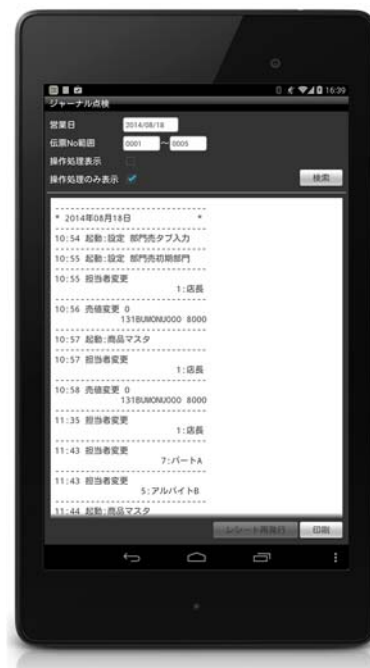 16:39
ジャーナル点検
営業日 2014/08/18
伝票No範囲 0001 ~ 0005
操作処理表示
操作処理のみ表示
検索
* 2014年08月18日 *
10:54 起動:設定 部門売タブ入力
10:55 起動:設定 部門売初期部門
10:55 担当者変更
1:店長
10:56 売値変更 0
131BUMONU000 8000
10:57 起動:商品マスタ
10:57 担当者変更
1:店長
10:58 売値変更 0
131BUMONU000 8000
11:35 担当者変更
1:店長
11:43 担当者変更
7:パートA
11:43 担当者変更
5:アルバイトB
11:44 起動:商品マスタ
レシート再発行 印刷